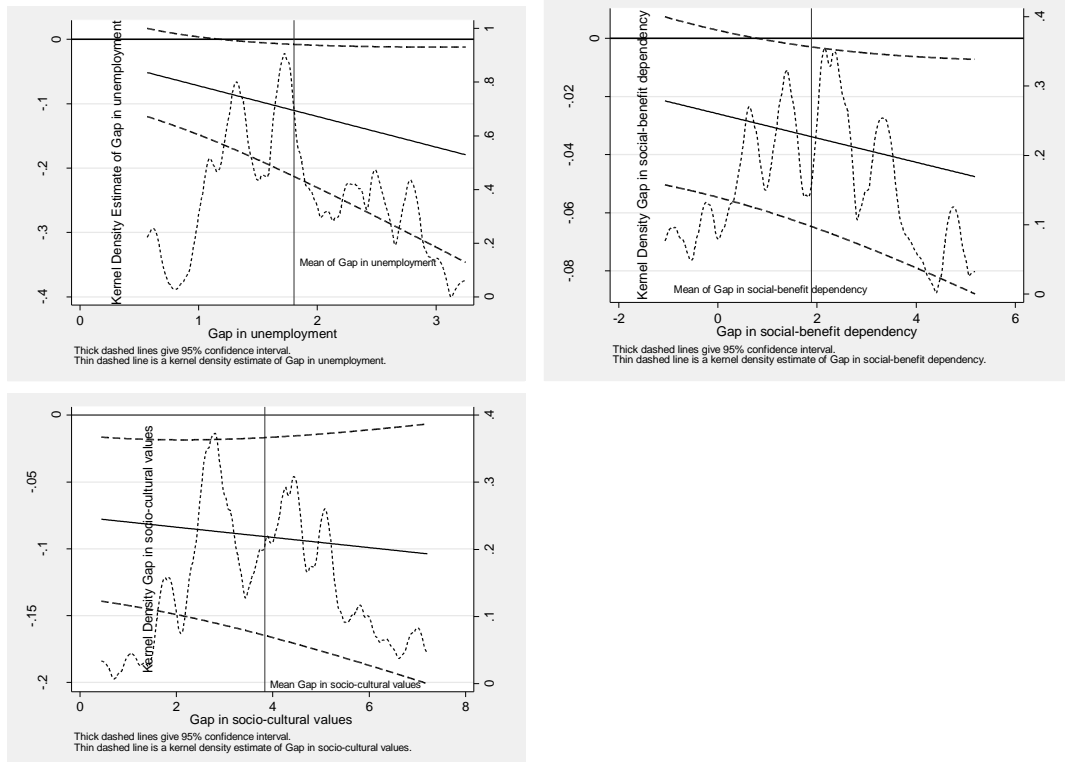 Kernel Density Estimate of Gap in unemployment
0
-.1
-.2
-.3
-.4
1
.8
.6
.4
.2
0
Mean of Gap in unemployment
0 1 2 3
Gap in unemployment
Thick dashed lines give 95% confidence interval.
Thin dashed line is a kernel density estimate of Gap in unemployment.
Kernel Density Gap in social-benefit dependency
0
-.02
-.04
-.06
-.08
.4
.3
.2
.1
0
Mean of Gap in social-benefit dependency
-2 0 2 4 6
Gap in social-benefit dependency
Thick dashed lines give 95% confidence interval.
Thin dashed line is a kernel density estimate of Gap in social-benefit dependency.
Kernel Density Gap in socio-cultural values
0
-.05
-.1
-.15
-.2
.4
.3
.2
.1
0
Mean Gap in socio-cultural values
0 2 4 6 8
Gap in socio-cultural values
Thick dashed lines give 95% confidence interval.
Thin dashed line is a kernel density estimate of Gap in socio-cultural values.